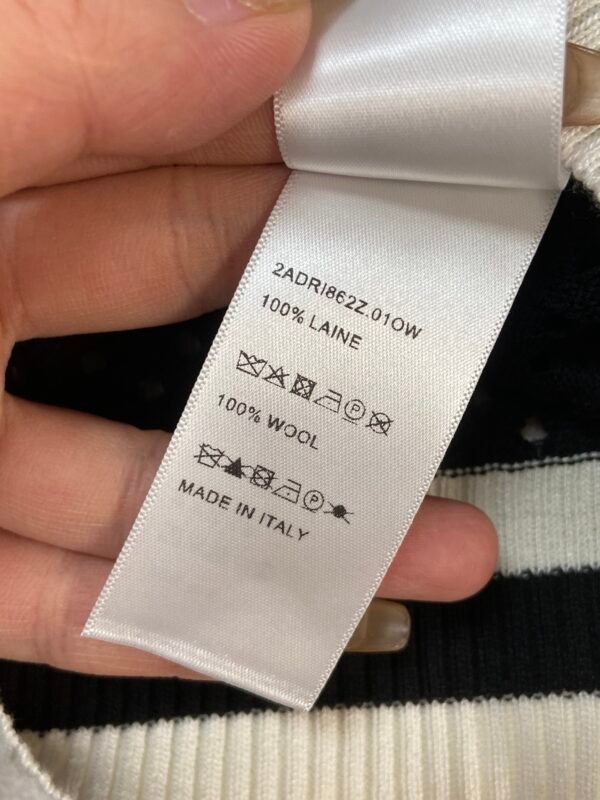 2ADRI862Z.01OW
100% LAINE
P
100% WOOL
P
MADE IN ITALY